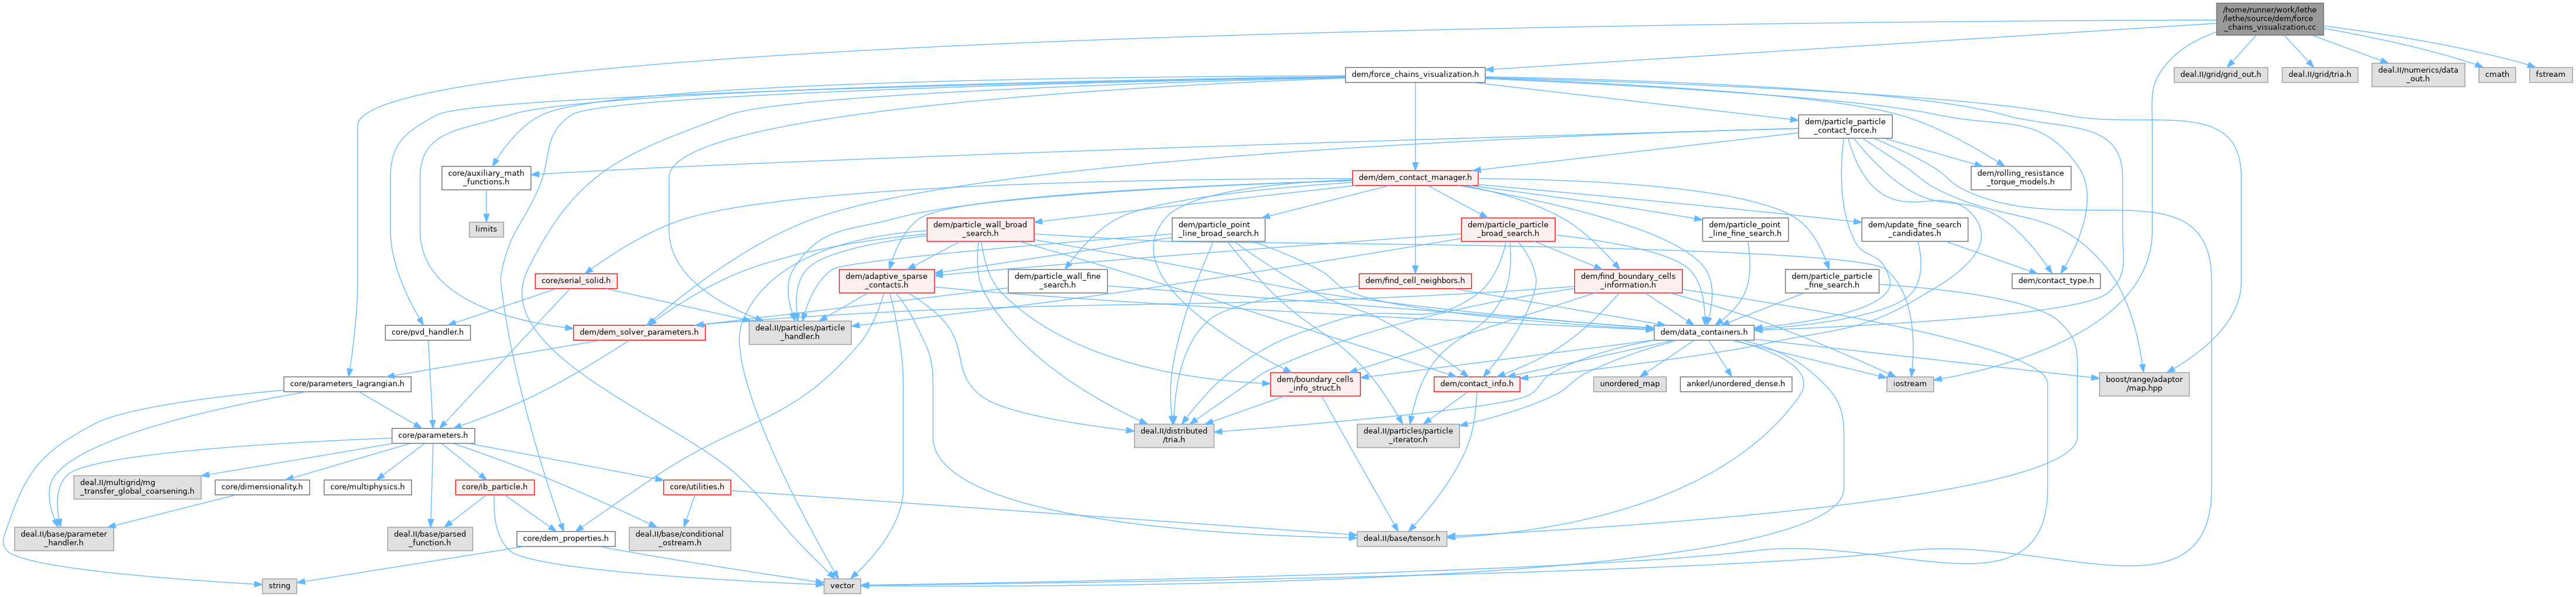 /home/runner/work/lethe
/lethe/source/dem/force
_chains_visualization.cc
dem/force_chains_visualization.h
deal.II/grid/grid_out.h
deal.II/grid/tria.h
deal.II/numerics/data
_out.h
cmath
fstream
dem/particle_particle
_contact_force.h
core/auxiliary_math
_functions.h
dem/dem_contact_manager.h
dem/rolling_resistance
_torque_models.h
limits
dem/particle_wall_broad
_search.h
dem/particle_point
_line_broad_search.h
dem/particle_particle
_broad_search.h
dem/particle_point
_line_fine_search.h
dem/update_fine_search
_candidates.h
core/serial_solid.h
dem/adaptive_sparse
_contacts.h
dem/particle_wall_fine
_search.h
dem/find_cell_neighbors.h
dem/find_boundary_cells
_information.h
dem/particle_particle
_fine_search.h
dem/contact_type.h
core/pvd_handler.h
dem/dem_solver_parameters.h
deal.II/particles/particle
_handler.h
dem/data_containers.h
core/parameters_lagrangian.h
dem/boundary_cells
_info_struct.h
dem/contact_info.h
unordered_map
ankerl/unordered_dense.h
iostream
boost/range/adaptor
/map.hpp
core/parameters.h
deal.II/distributed
/tria.h
deal.II/particles/particle
_iterator.h
deal.II/multigrid/mg
_transfer_global_coarsening.h
core/dimensionality.h
core/multiphysics.h
core/ib_particle.h
core/utilities.h
deal.II/base/parameter
_handler.h
deal.II/base/parsed
_function.h
core/dem_properties.h
deal.II/base/conditional
_ostream.h
deal.II/base/tensor.h
string
vector